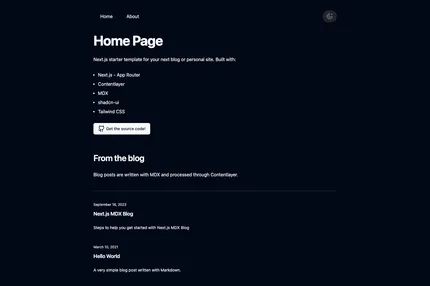 Home About
Home Page
Next.js starter template for your next blog or personal site. Built with:
Next.js - App Router
Contentlayer
MDX
shadcn-ui
Tailwind CSS
Get the source code!
From the blog
Blog posts are written with MDX and processed through Contentlayer.
September 18, 2023
Next.js MDX Blog
Steps to help you get started with Next.js MDX Blog
March 15, 2021
Hello World
A very simple blog post written with Markdown.